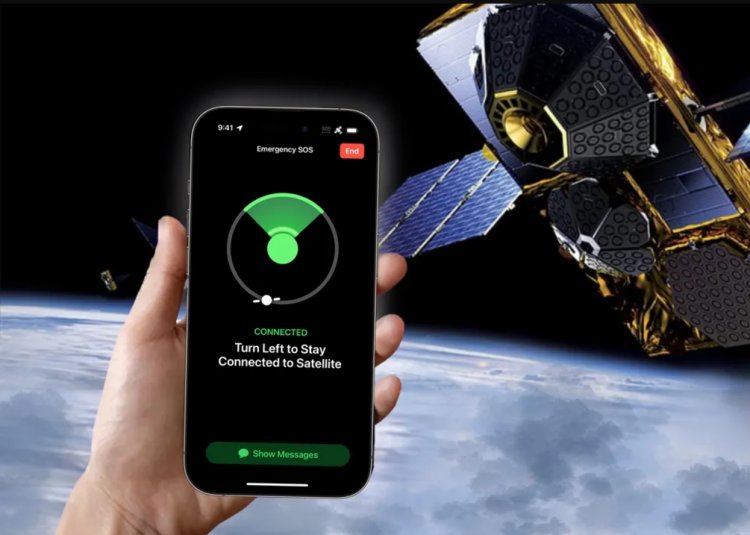 9:41
Emergency SOS
End
CONNECTED
Turn Left to Stay
Connected to Satellite
Show Messages